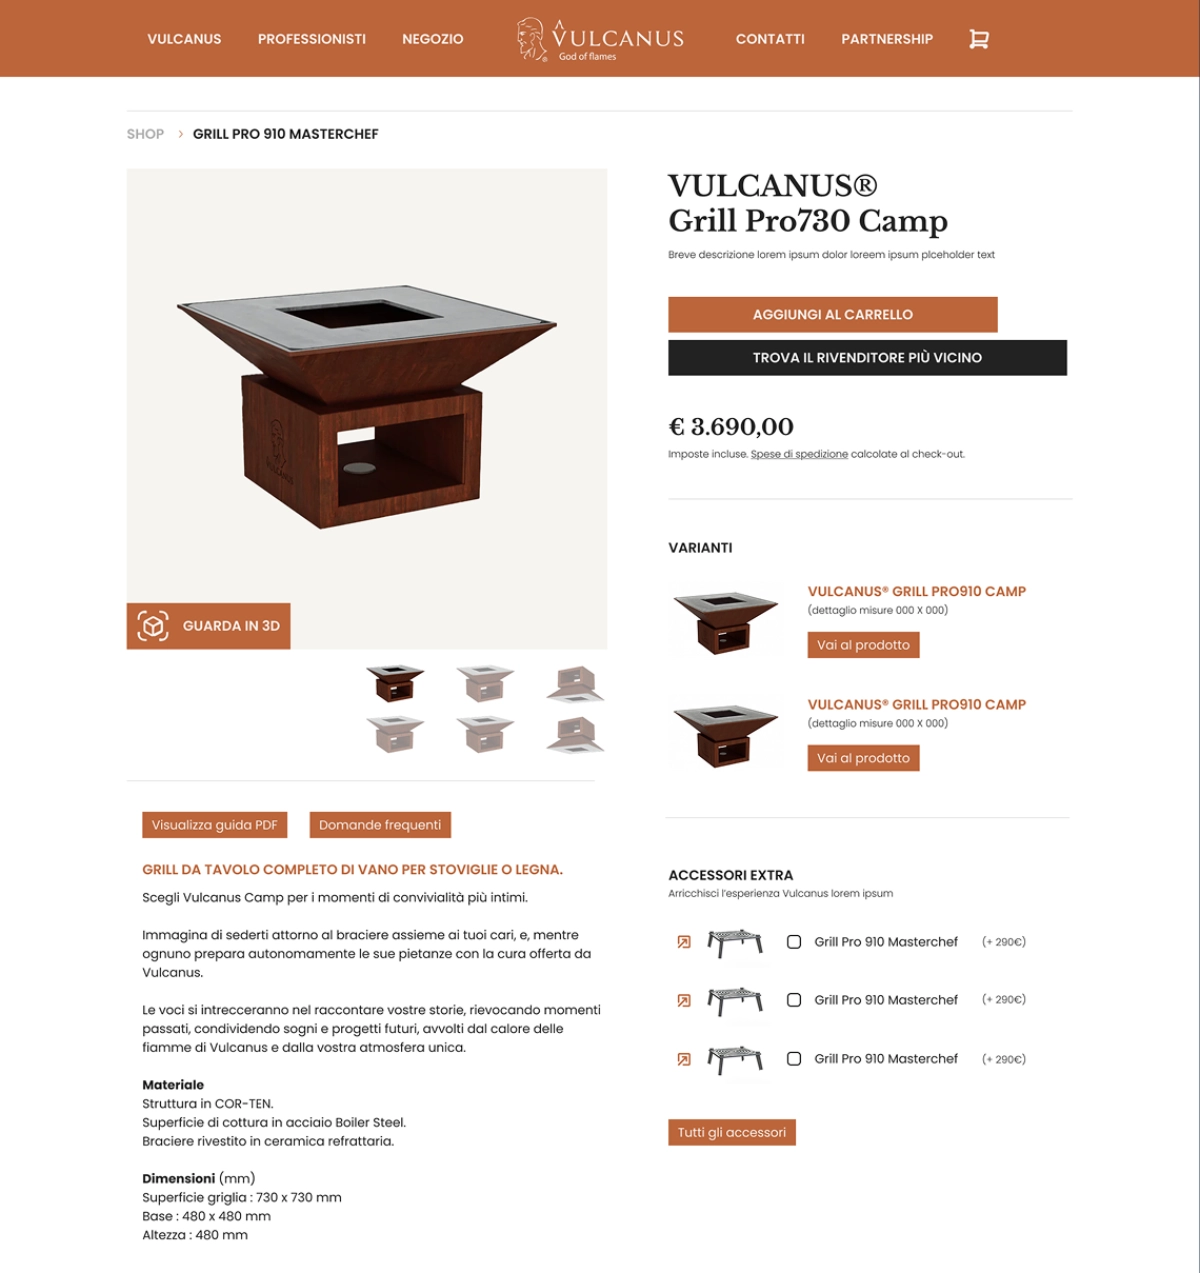 VULCANUS
PROFESSIONISTI
NEGOZIO
VULCANUS
God of flames
®
CONTATTI
PARTNERSHIP
SHOP > GRILL PRO 910 MASTERCHEF
VULCANUS
GUARDA IN 3D
Visualizza guida PDF
Domande frequenti
GRILL DA TAVOLO COMPLETO DI VANO PER STOVIGLIE O LEGNA.
Scegli Vulcanus Camp per i momenti di convivialità più intimi.
Immagina di sederti attorno al braciere assieme ai tuoi cari, e, mentre
ognuno prepara autonomamente le sue pietanze con la cura offerta da
Vulcanus.
Le voci si intrecceranno nel raccontare vostre storie, rievocando momenti
passati, condividendo sogni e progetti futuri, avvolti dal calore delle
fiamme di Vulcanus e dalla vostra atmosfera unica.
Materiale
Struttura in COR-TEN.
Superficie di cottura in acciaio Boiler Steel.
Braciere rivestito in ceramica refrattaria.
Dimensioni (mm)
Superficie griglia : 730 x 730 mm
Base : 480 x 480 mm
Altezza : 480 mm
VULCANUS®
Grill Pro730 Camp
Breve descrizione lorem ipsum dolor loreem ipsum plceholder text
AGGIUNGI AL CARRELLO
TROVA IL RIVENDITORE PIÙ VICINO
€ 3.690,00
Imposte incluse. Spese di spedizione calcolate al check-out.
VARIANTI
VULCANUS® GRILL PRO910 CAMP
(dettaglio misure 000 X 000)
Vai al prodotto
VULCANUS® GRILL PRO910 CAMP
(dettaglio misure 000 X 000)
Vai al prodotto
ACCESSORI EXTRA
Arricchisci l'esperienza Vulcanus lorem ipsum
Grill Pro 910 Masterchef (+ 290€)
Grill Pro 910 Masterchef (+ 290€)
Grill Pro 910 Masterchef (+ 290€)
Tutti gli accessori